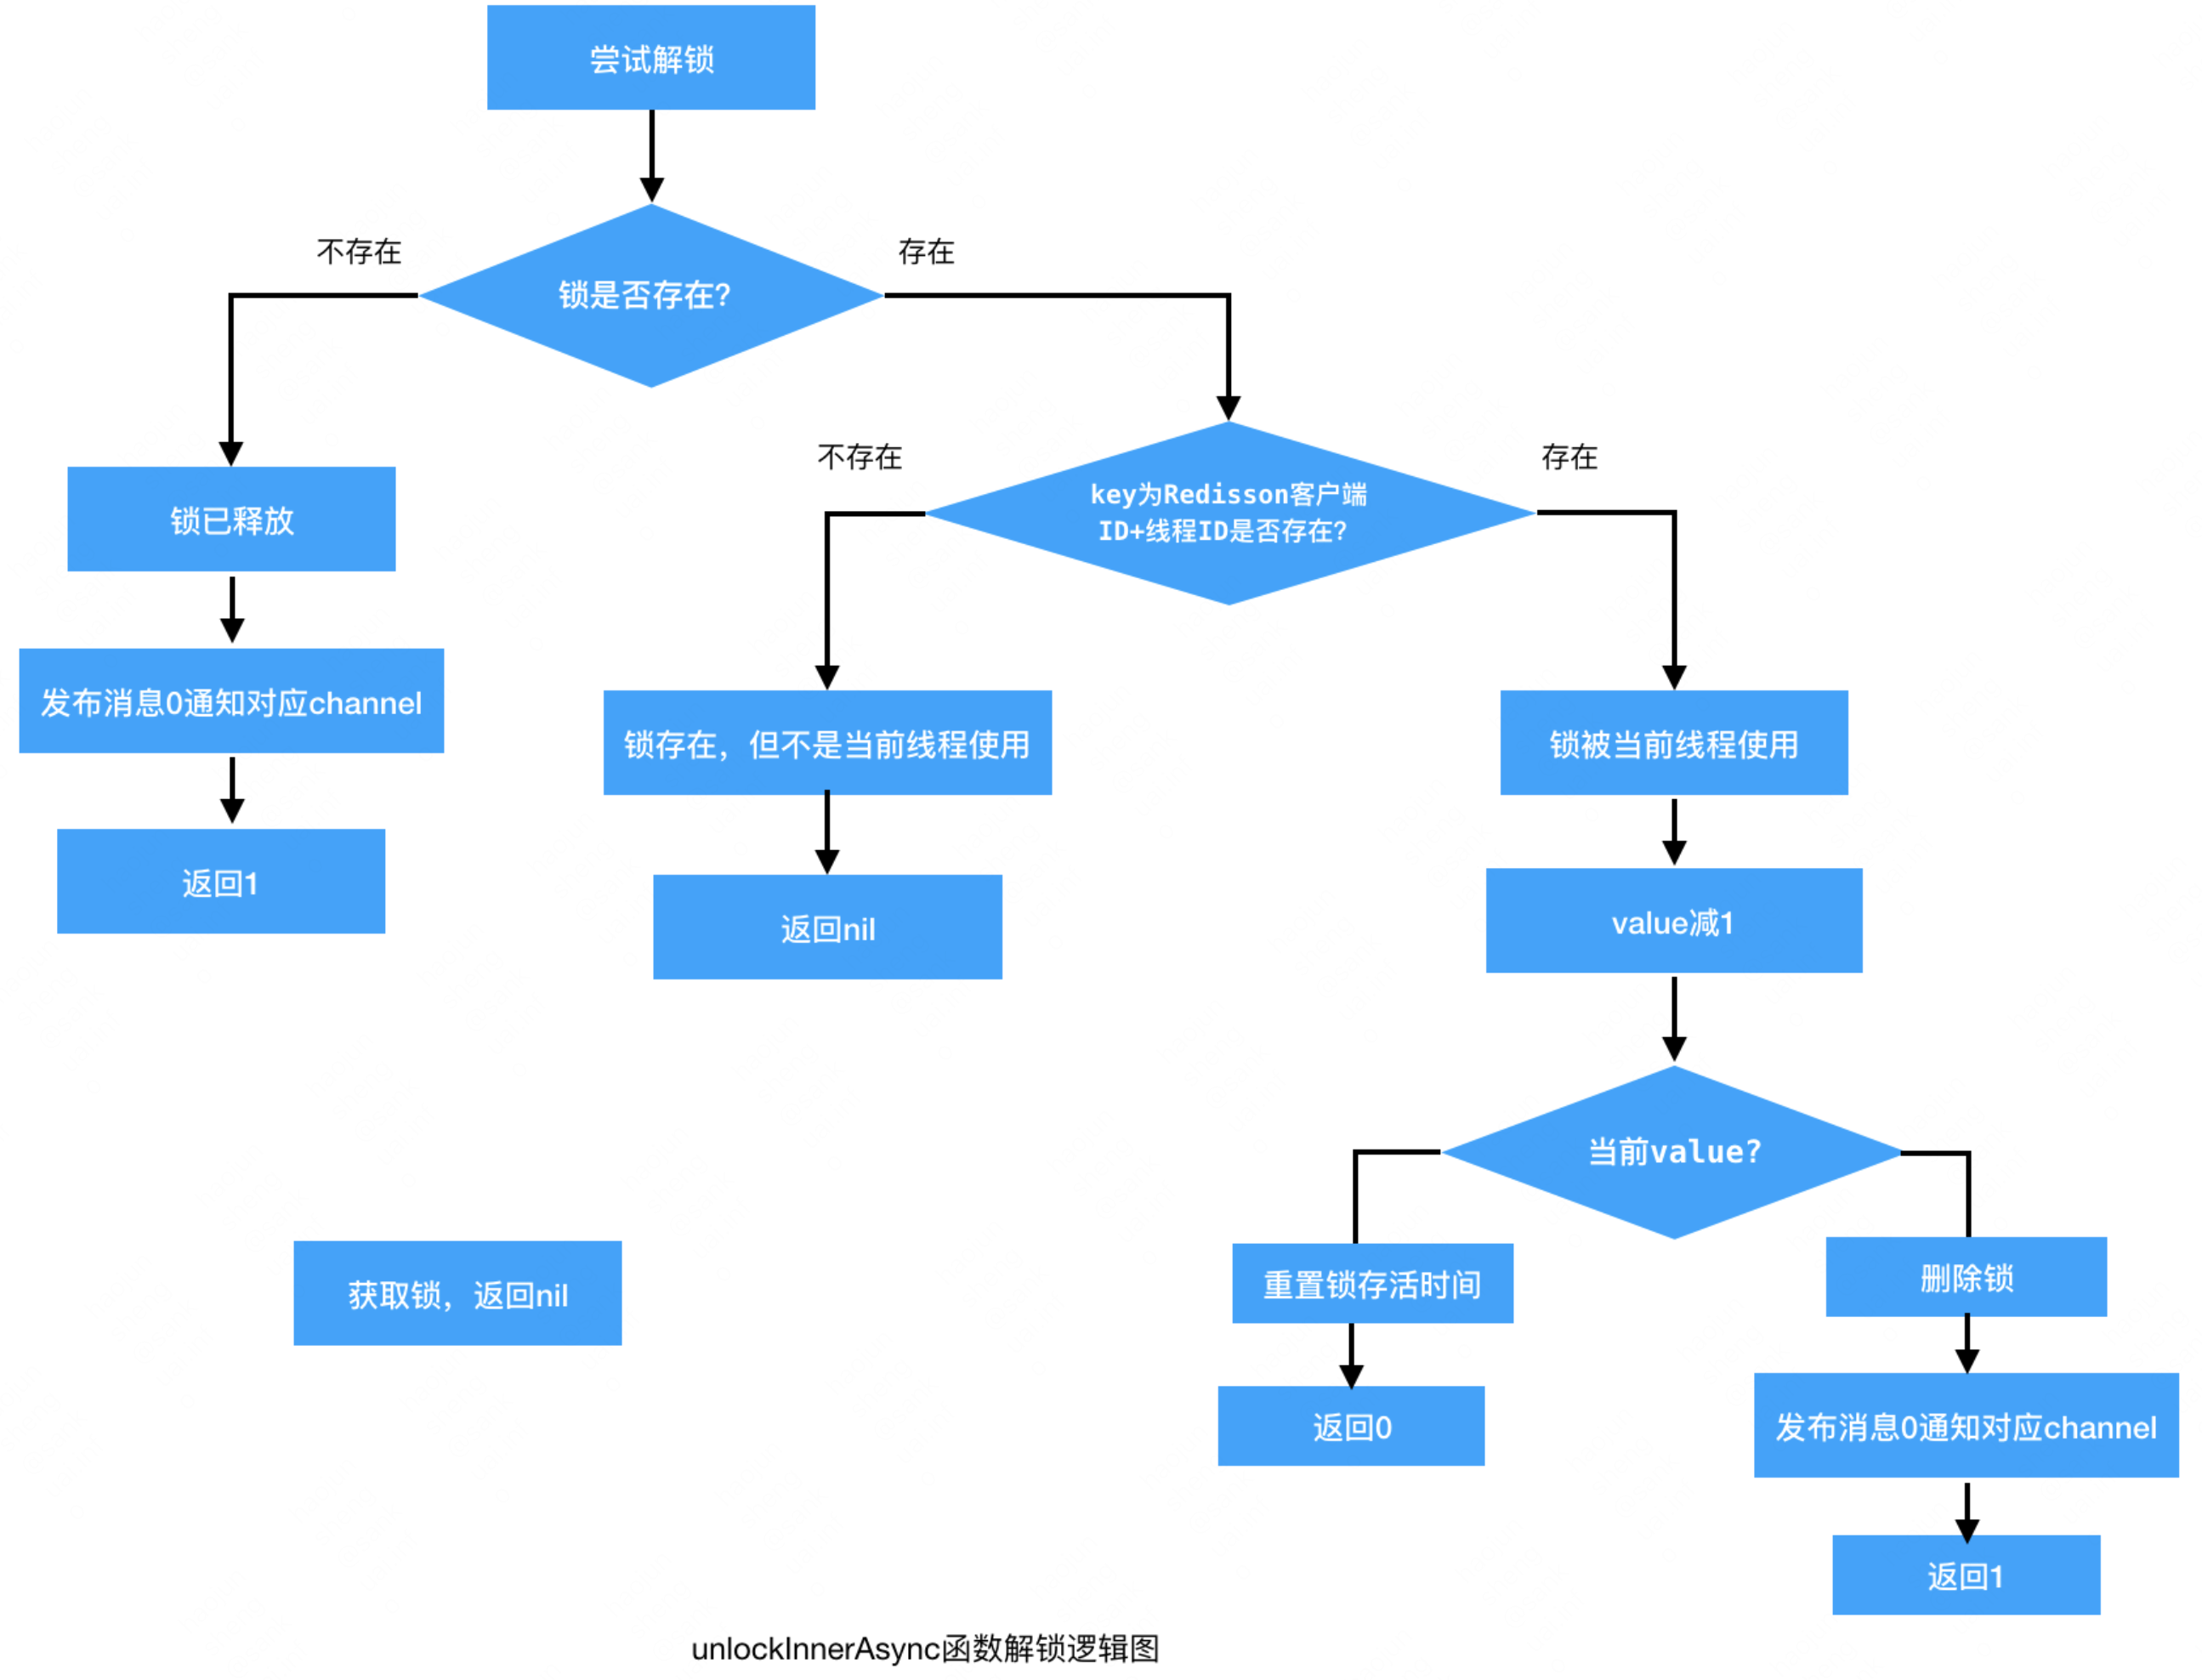 尝试解锁
不存在
存在
锁是否存在?
不存在
存在
key为Redisson客户端
ID+线程ID是否存在?
锁已释放
发布消息0通知对应channel
返回1
锁存在，但不是当前线程使用
返回nil
锁被当前线程使用
value减1
当前value?
重置锁存活时间
返回0
删除锁
发布消息0通知对应channel
返回1
获取锁，返回nil
unlockInnerAsync函数解锁逻辑图